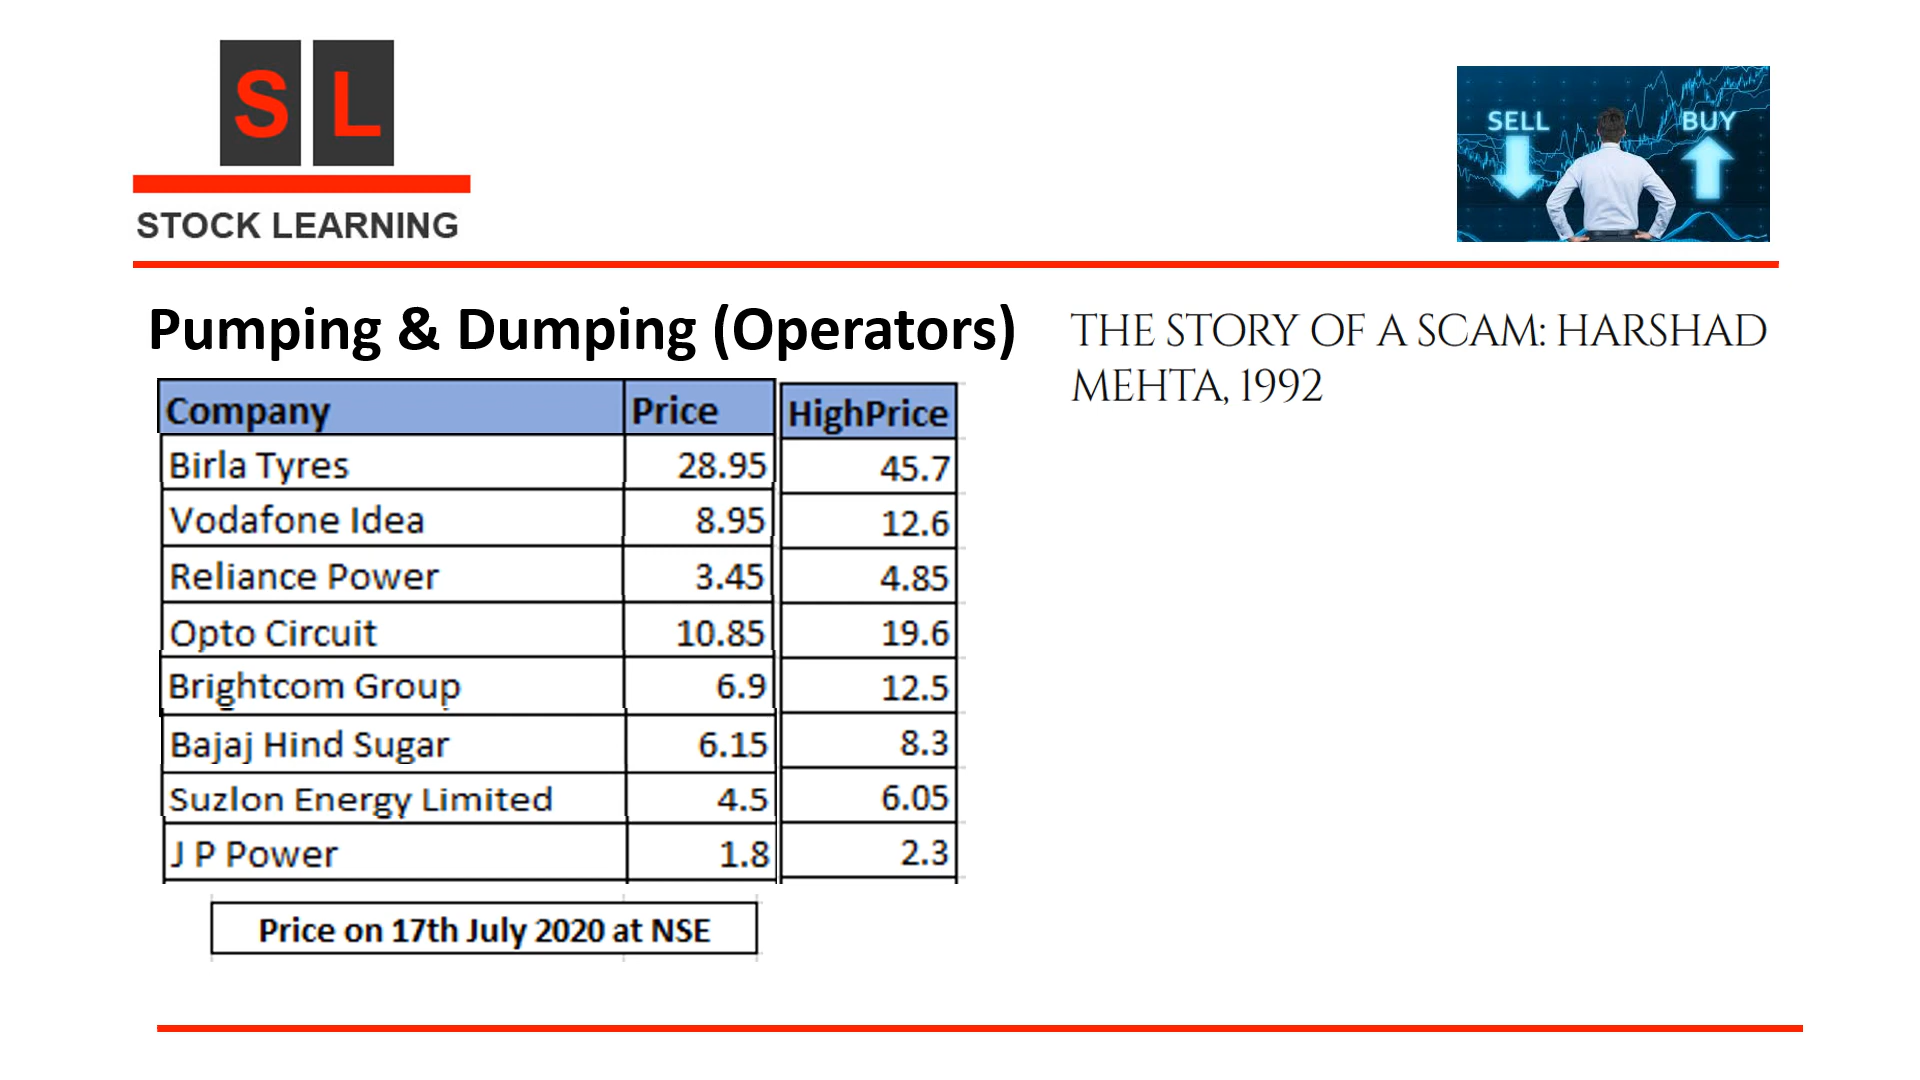 S L
STOCK LEARNING
SELL BUY
Pumping & Dumping (Operators)
THE STORY OF A SCAM: HARSHAD
MEHTA, 1992
Company Price HighPrice
Birla Tyres 28.95 45.7
Vodafone Idea 8.95 12.6
Reliance Power 3.45 4.85
Opto Circuit 10.85 19.6
Brightcom Group 6.9 12.5
Bajaj Hind Sugar 6.15 8.3
Suzlon Energy Limited 4.5 6.05
J P Power 1.8 2.3
Price on 17th July 2020 at NSE